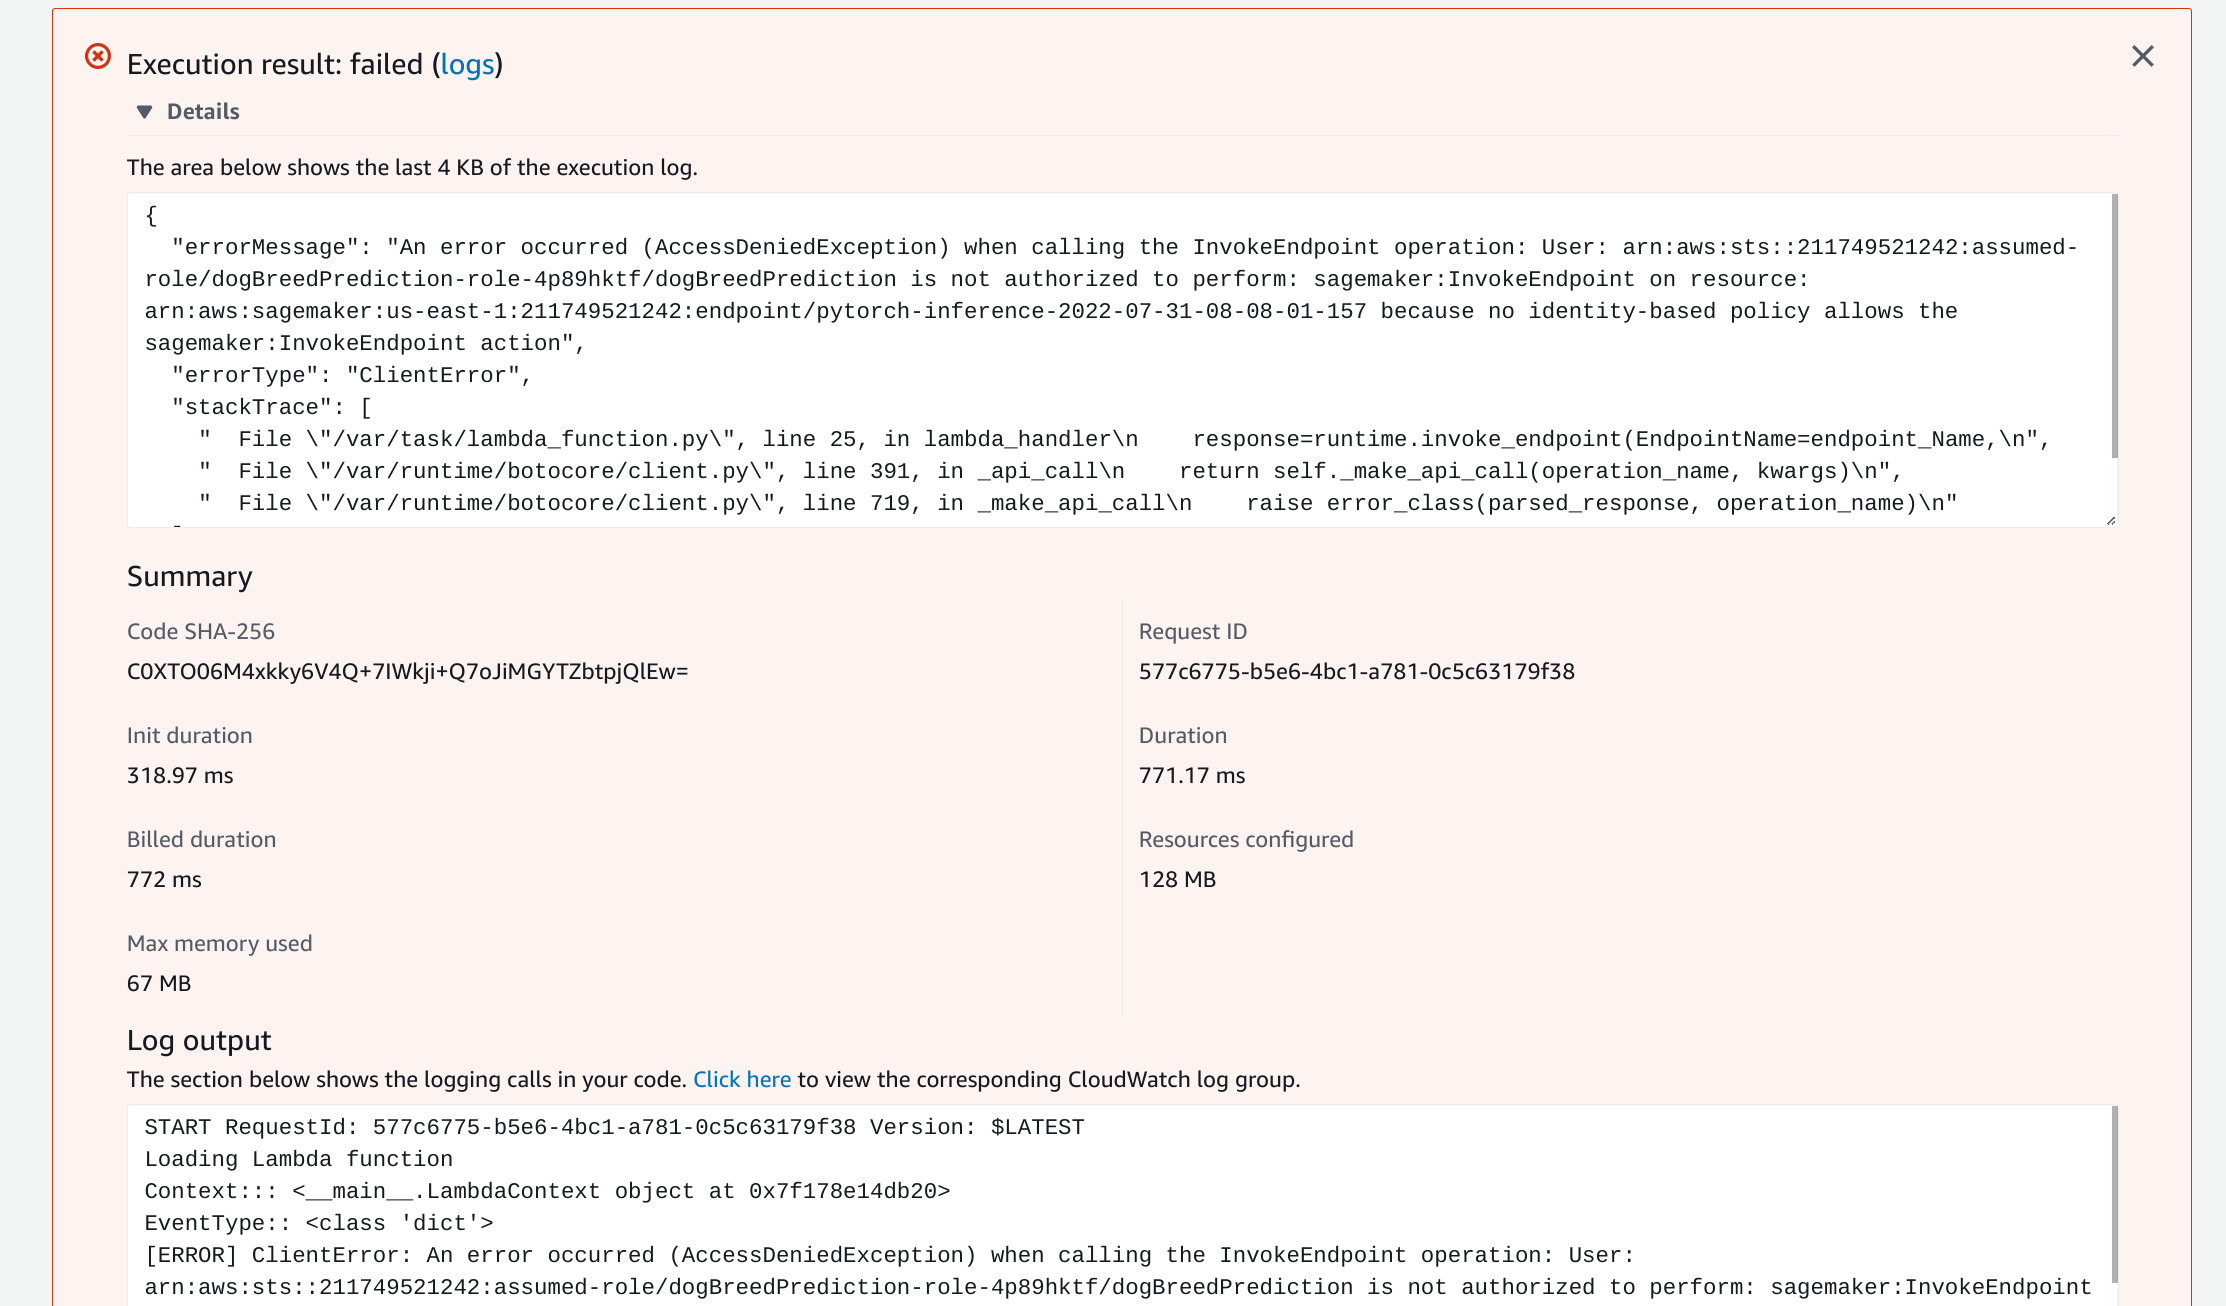 Execution result: failed (logs)
Details
The area below shows the last 4 KB of the execution log.
{
  "errorMessage": "An error occurred (AccessDeniedException) when calling the InvokeEndpoint operation: User: arn:aws:sts::211749521242:assumed-
role/dogBreedPrediction-role-4p89hktf/dogBreedPrediction is not authorized to perform: sagemaker:InvokeEndpoint on resource:
arn:aws:sagemaker:us-east-1:211749521242:endpoint/pytorch-inference-2022-07-31-08-08-01-157 because no identity-based policy allows the
sagemaker:InvokeEndpoint action",
  "errorType": "ClientError",
  "stackTrace": [
    "  File \"/var/task/lambda_function.py\", line 25, in lambda_handler\n    response=runtime.invoke_endpoint(EndpointName=endpoint_Name,\n",
    "  File \"/var/runtime/botocore/client.py\", line 391, in _api_call\n    return self._make_api_call(operation_name, kwargs)\n",
    "  File \"/var/runtime/botocore/client.py\", line 719, in _make_api_call\n    raise error_class(parsed_response, operation_name)\n"
Summary
Code SHA-256
C0XTO06M4xkky6V4Q+7IWkji+Q7oJiMGYTZbtpjQlEw=
Request ID
577c6775-b5e6-4bc1-a781-0c5c63179f38
Init duration
318.97 ms
Duration
771.17 ms
Billed duration
772 ms
Resources configured
128 MB
Max memory used
67 MB
Log output
The section below shows the logging calls in your code. Click here to view the corresponding CloudWatch log group.
START RequestId: 577c6775-b5e6-4bc1-a781-0c5c63179f38 Version: $LATEST
Loading Lambda function
Context::: <__main__.LambdaContext object at 0x7f178e14db20>
EventType:: <class 'dict'>
[ERROR] ClientError: An error occurred (AccessDeniedException) when calling the InvokeEndpoint operation: User:
arn:aws:sts::211749521242:assumed-role/dogBreedPrediction-role-4p89hktf/dogBreedPrediction is not authorized to perform: sagemaker:InvokeEndpoint